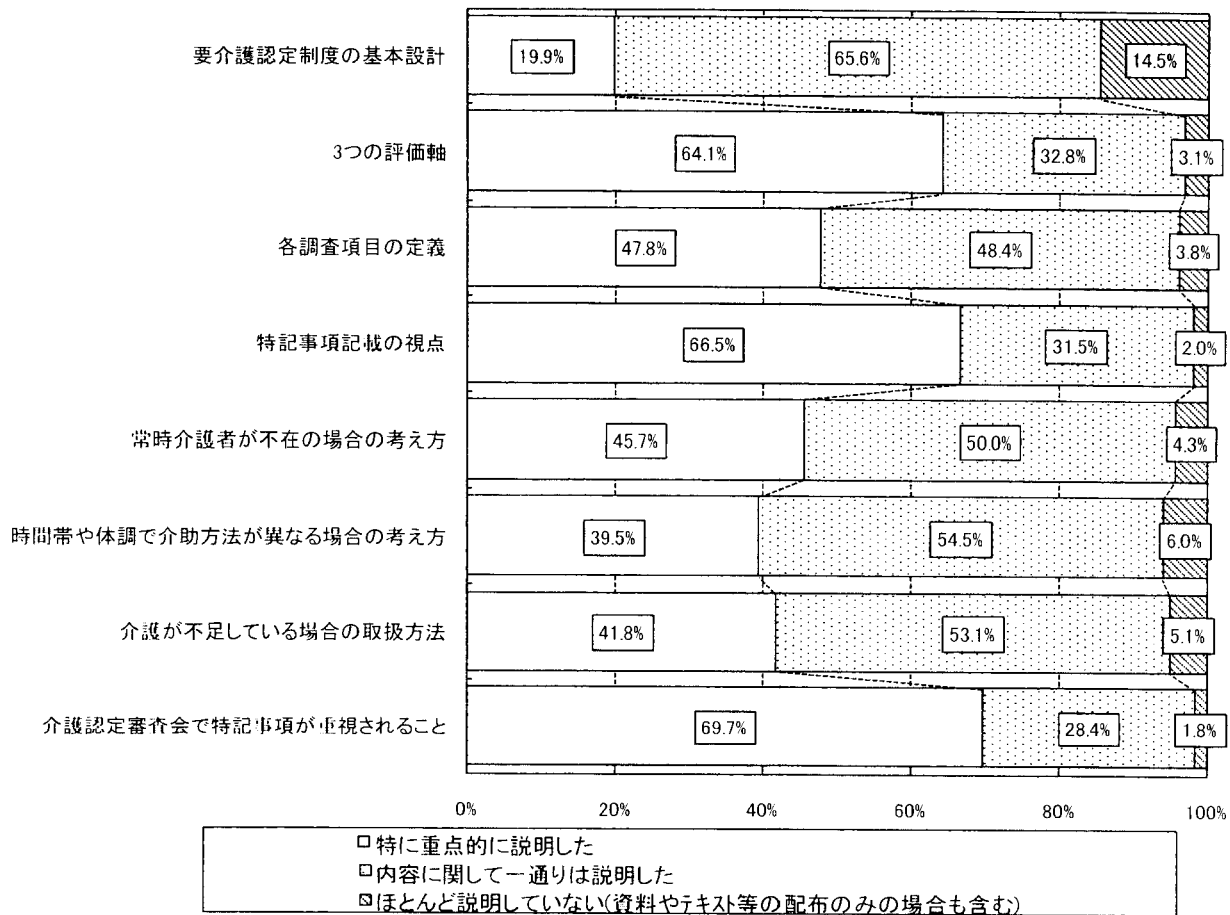 要介護認定制度の基本設計
19.9%
65.6%
14.5%
3つの評価軸
64.1%
32.8%
3.1%
各調査項目の定義
47.8%
48.4%
3.8%
特記事項記載の視点
66.5%
31.5%
2.0%
常時介護者が不在の場合の考え方
45.7%
50.0%
4.3%
時間帯や体調で介助方法が異なる場合の考え方
39.5%
54.5%
6.0%
介護が不足している場合の取扱方法
41.8%
53.1%
5.1%
介護認定審査会で特記事項が重視されること
69.7%
28.4%
1.8%
0%
20%
40%
60%
80%
100%
特に重点的に説明した
内容に関して一通りは説明した
ほとんど説明していない(資料やテキスト等の配布のみの場合も含む)